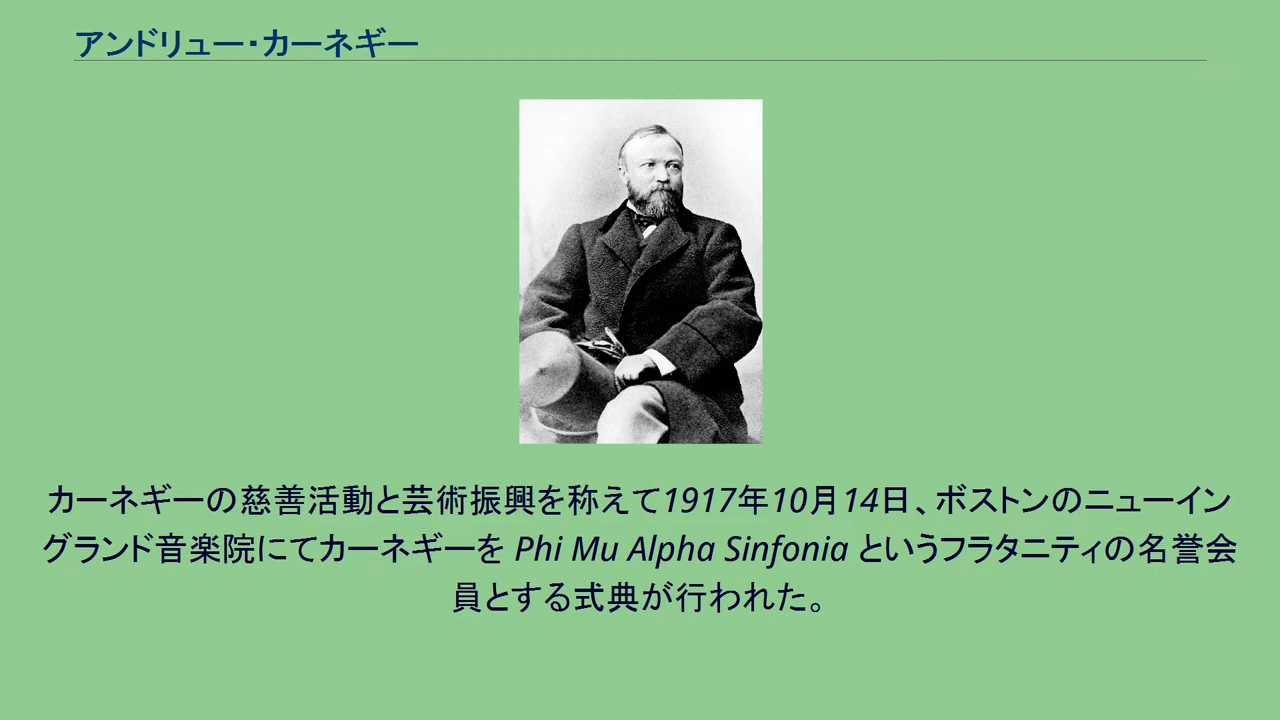 アンドリュー・カーネギー
カーネギーの慈善活動と芸術振興を称えて1917年10月14日、ボストンのニューイン
グランド音楽院にてカーネギーを Phi Mu Alpha Sinfonia というフラタニティの名誉会
員とする式典が行われた。